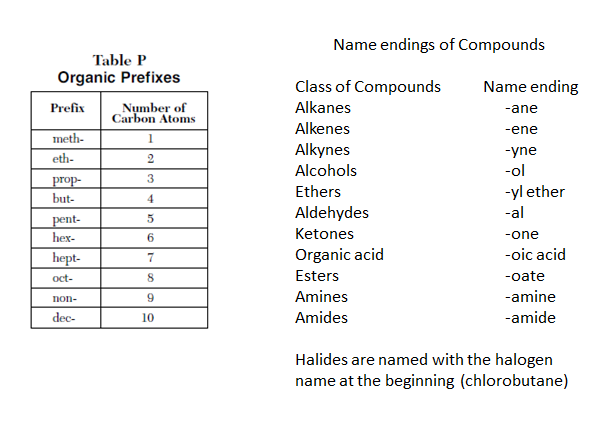 Table P
Organic Prefixes
Prefix Number of
Carbon Atoms
meth- 1
eth- 2
prop- 3
but- 4
pent- 5
hex- 6
hept- 7
oct- 8
non- 9
dec- 10
Name endings of Compounds
Class of Compounds Name ending
Alkanes -ane
Alkenes -ene
Alkynes -yne
Alcohols -ol
Ethers -yl ether
Aldehydes -al
Ketones -one
Organic acid -oic acid
Esters -oate
Amines -amine
Amides -amide
Halides are named with the halogen
name at the beginning (chlorobutane)